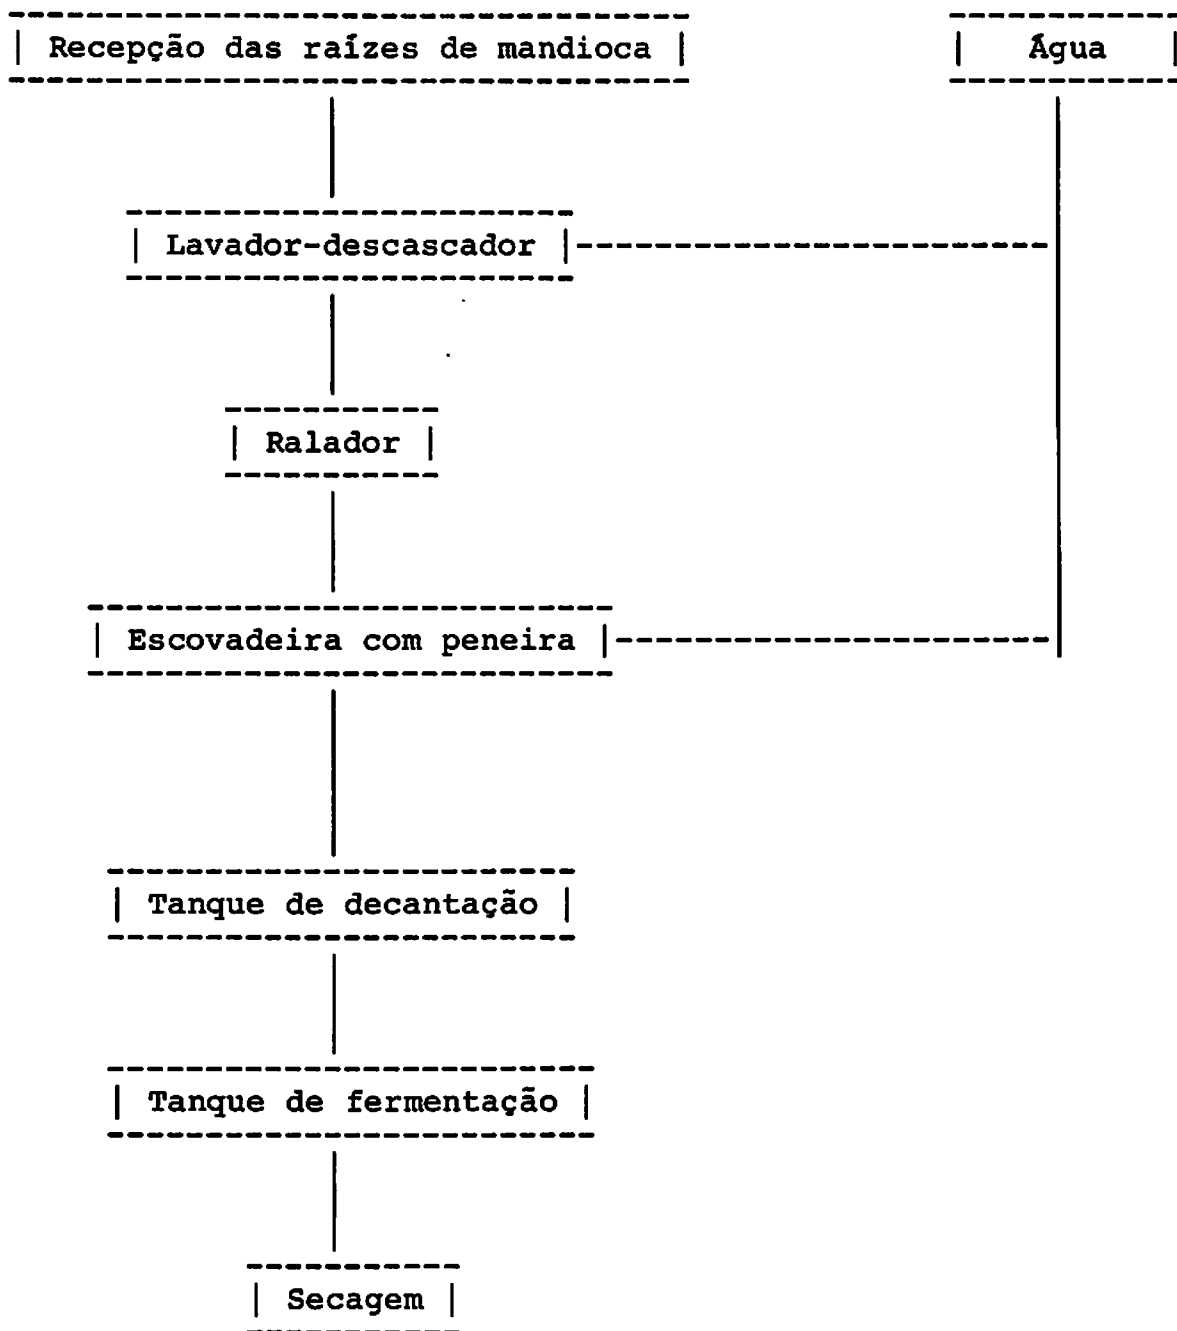 Recepção das raízes de mandioca
Água
Lavador-descascador
Ralador
Escovadeira com peneira
Tanque de decantação
Tanque de fermentação
Secagem